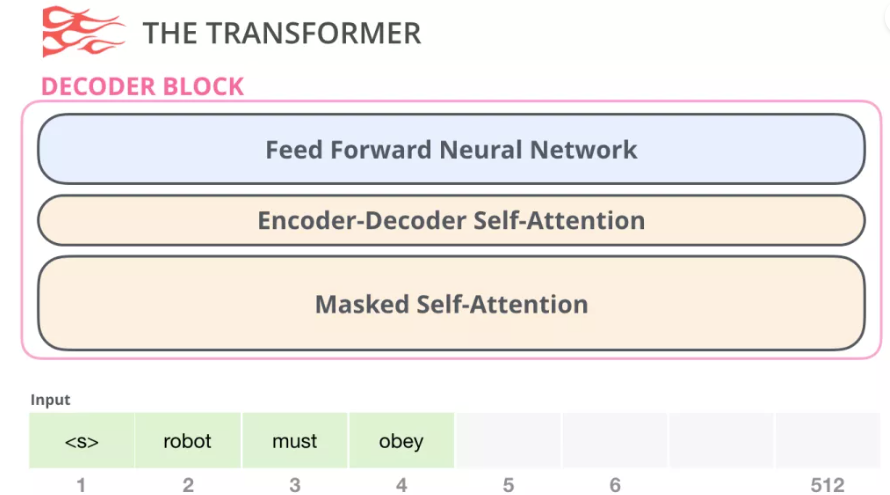 THE TRANSFORMER
DECODER BLOCK
Feed Forward Neural Network
Encoder-Decoder Self-Attention
Masked Self-Attention
Input
<s> robot must obey
1 2 3 4 5 6 512